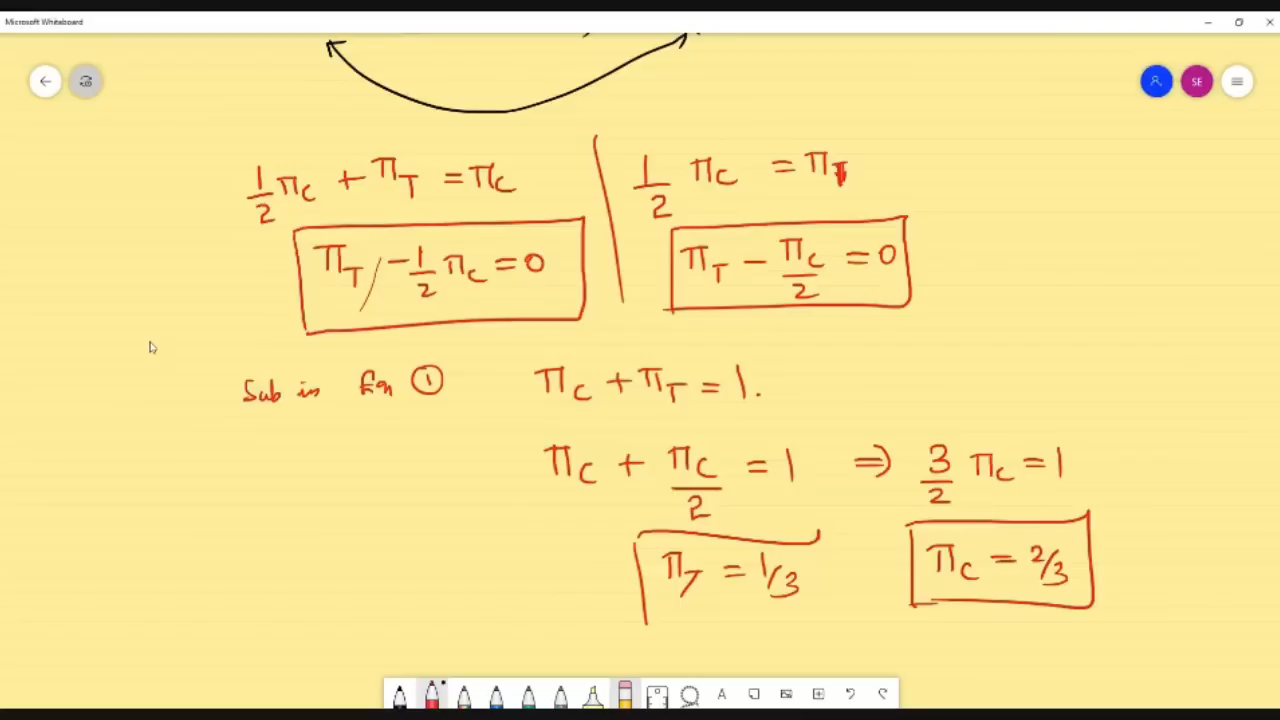 Microsoft Whiteboard
SE
1/2 πC + πT = πC
1/2 πC = πT
πT - 1/2 πC = 0
πT - πC/2 = 0
Sub in Eqn ① πC + πT = 1.
πC + πC/2 = 1 ⇒ 3/2 πC = 1
πT = 1/3
πC = 2/3
A